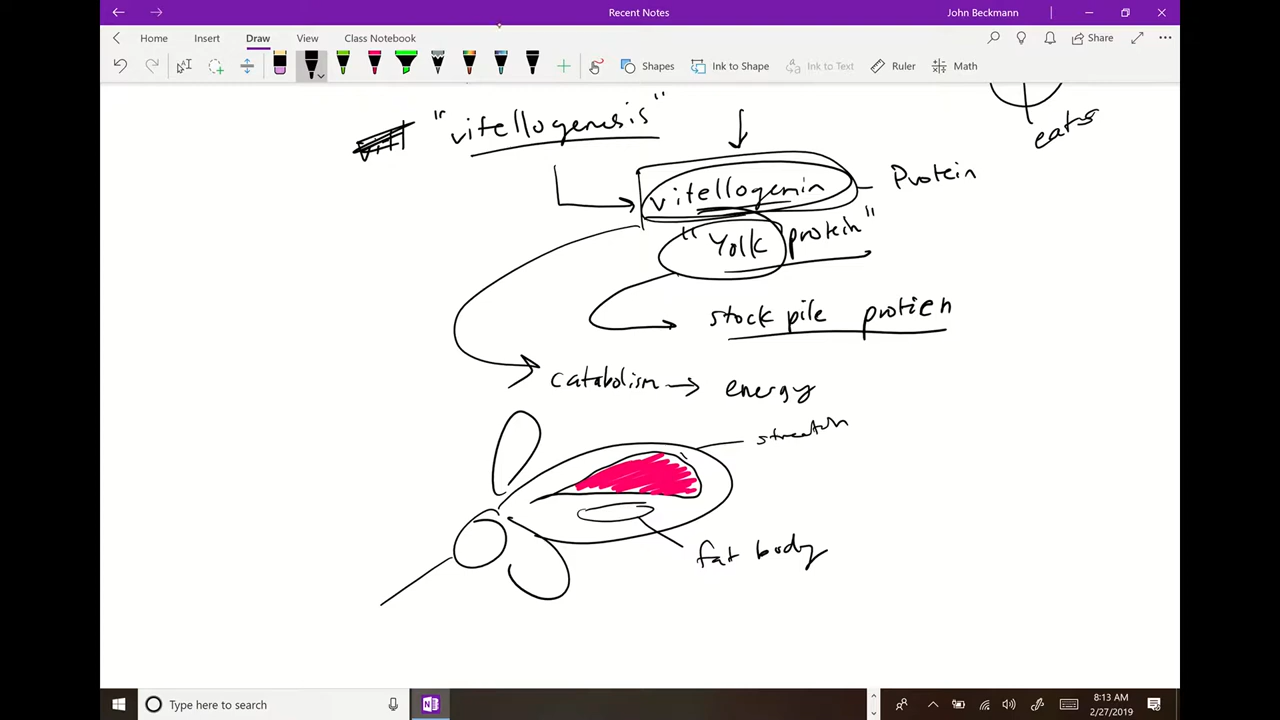 Recent Notes
John Beckmann
Home Insert Draw View Class Notebook
Share
Shapes Ink to Shape Ink to Text Ruler Math
"vitellogenesis"
eats
vitellogenin
Protein
"Yolk protein"
stock pile protien
catabolism → energy
stretch
fat body
Type here to search
8:13 AM
2/27/2019